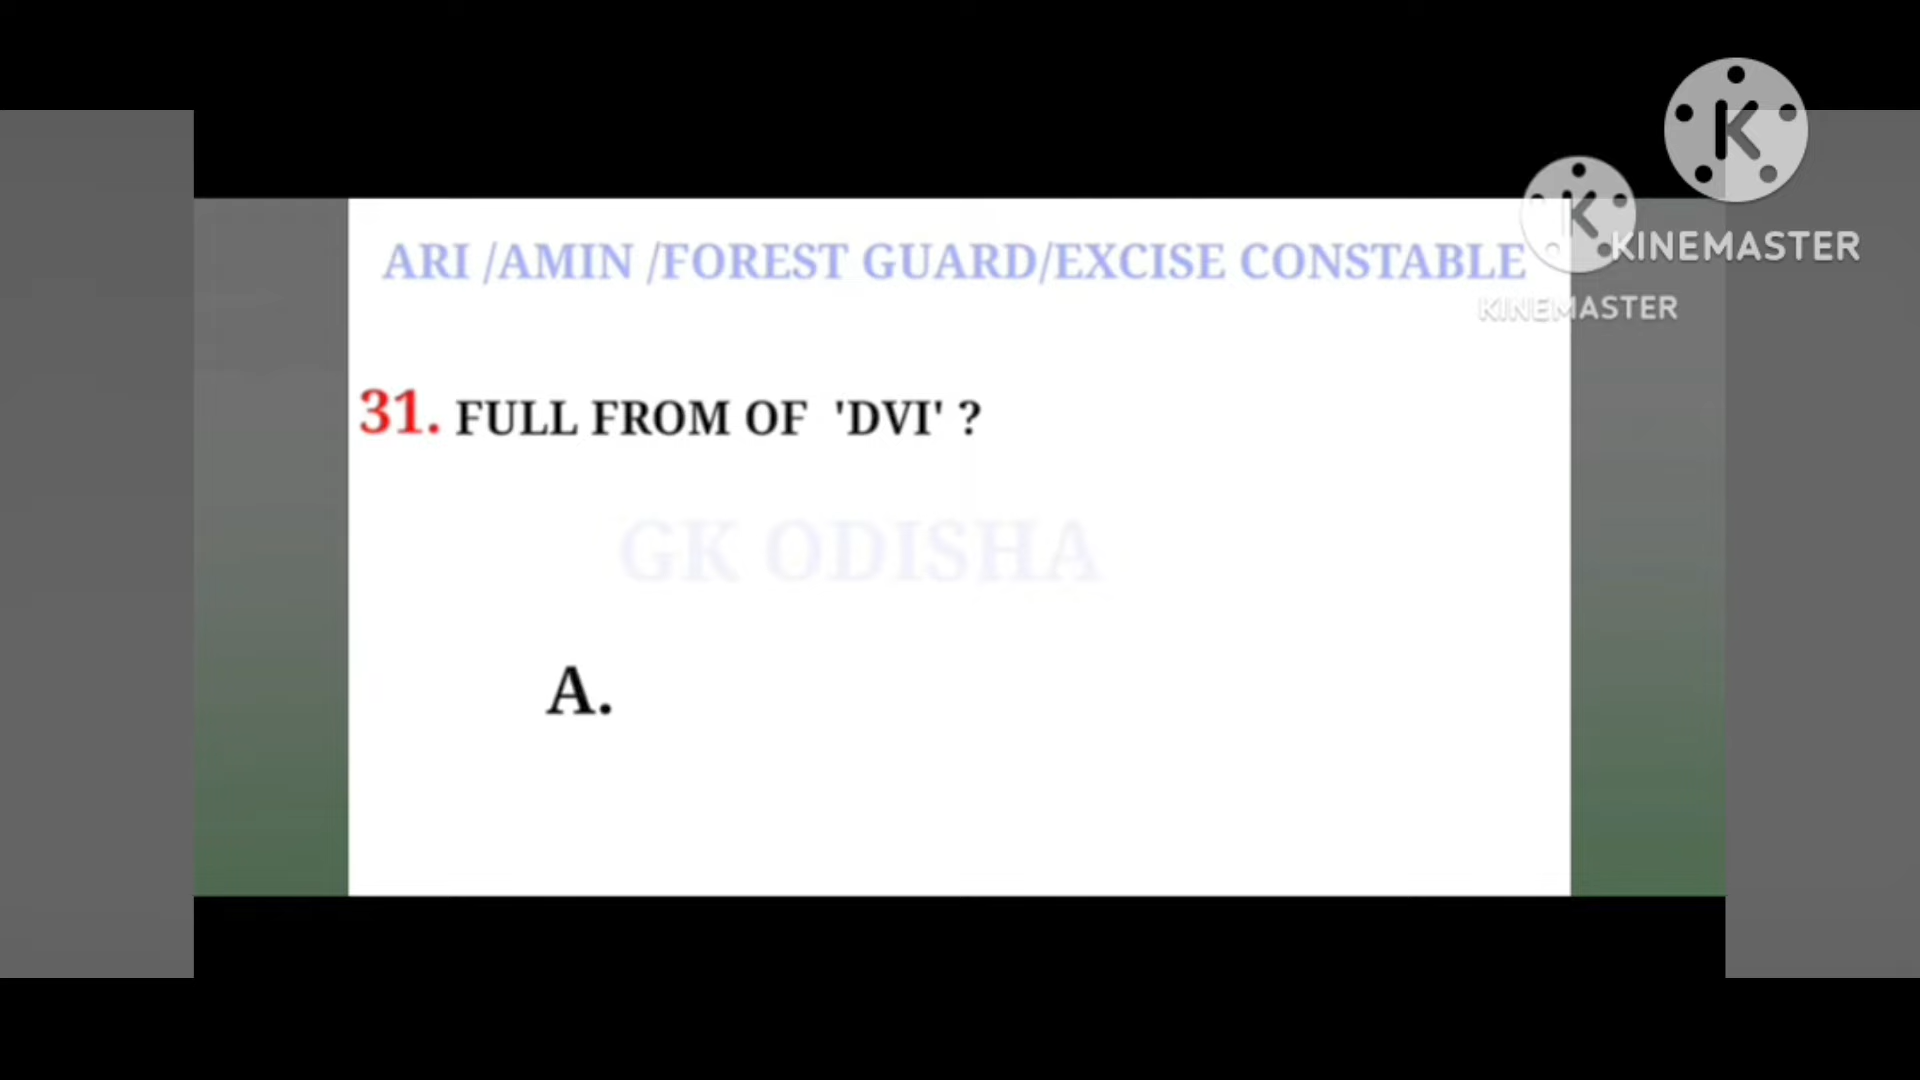 KINEMASTER
ARI /AMIN /FOREST GUARD/EXCISE CONSTABLE
KINEMASTER
31. FULL FROM OF 'DVI' ?
GK ODISHA
A.